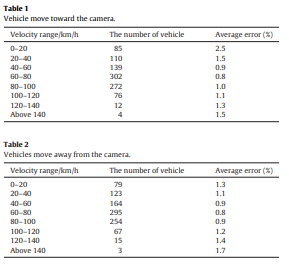 Table 1
Vehicle move toward the camera.
Velocity range/km/h The number of vehicle Average error (%)
0–20 85 2.5
20–40 110 1.5
40–60 139 0.9
60–80 302 0.8
80–100 272 1.0
100–120 76 1.1
120–140 12 1.3
Above 140 4 1.5
Table 2
Vehicles move away from the camera.
Velocity range/km/h The number of vehicle Average error (%)
0–20 79 1.3
20–40 123 1.1
40–60 164 0.9
60–80 295 0.8
80–100 254 0.9
100–120 67 1.2
120–140 15 1.4
Above 140 3 1.7